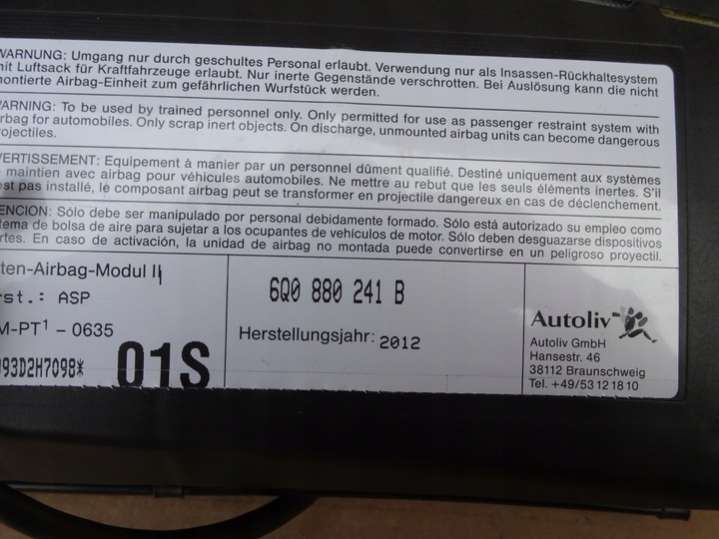 WARNUNG: Umgang nur durch geschultes Personal erlaubt. Verwendung nur als Insassen-Rückhaltesystem
mit Luftsack für Kraftfahrzeuge erlaubt. Nur inerte Gegenstände verschrotten. Bei Auslösung kann die nicht
montierte Airbag-Einheit zum gefährlichen Wurfstück werden.
WARNING: To be used by trained personnel only. Only permitted for use as passenger restraint system with
airbag for automobiles. Only scrap inert objects. On discharge, unmounted airbag units can become dangerous
projectiles.
VERTISSEMENT: Equipement à manier par un personnel dûment qualifié. Destiné uniquement aux systèmes
maintien avec airbag pour véhicules automobiles. Ne mettre au rebut que les seuls éléments inertes. S'il
est pas installé, le composant airbag peut se transformer en projectile dangereux en cas de déclenchement.
ENCION: Sólo debe ser manipulado por personal debidamente formado. Sólo está autorizado su empleo como
tema de bolsa de aire para sujetar a los ocupantes de vehículos de motor. Sólo deben desguazarse dispositivos
rtes. En caso de activación, la unidad de airbag no montada puede convertirse en un peligroso proyectil.
ten-Airbag-Modul II
rst.: ASP
M-PT¹ - 0635
093D2H7098*
01S
6Q0 880 241 B
Herstellungsjahr: 2012
Autoliv
Autoliv GmbH
Hansestr. 46
38112 Braunschweig
Tel. +49/53 12 18 10